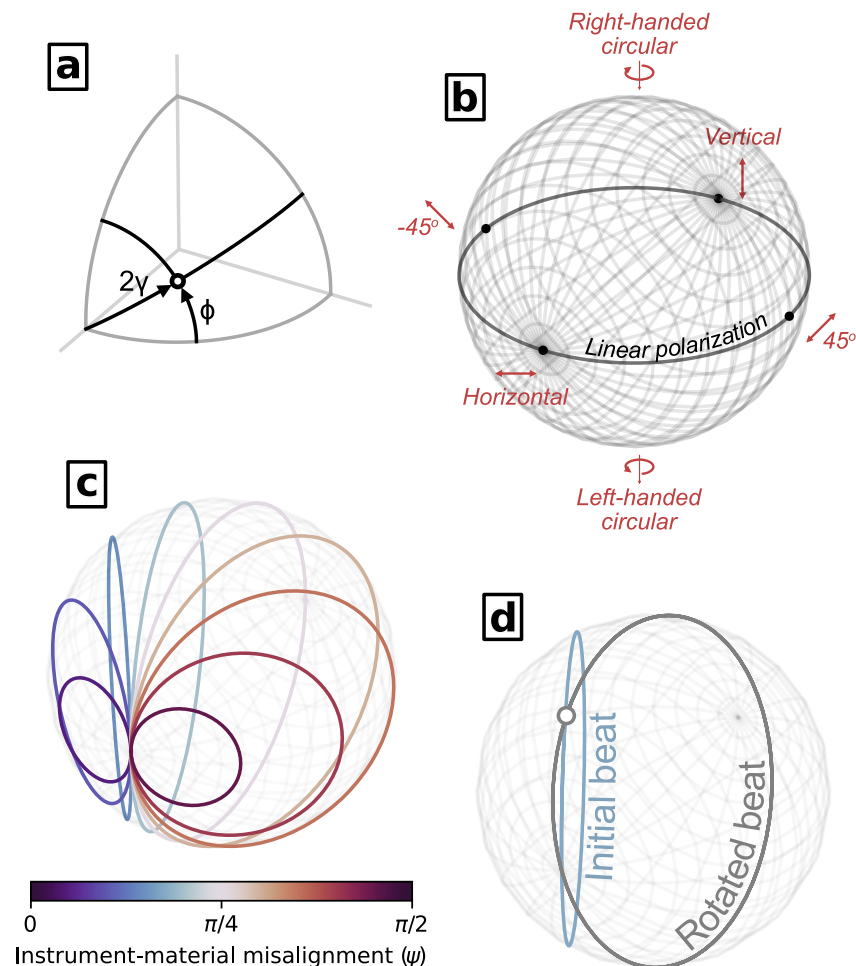 a
2γ
ϕ
b
Right-handed
circular
Vertical
-45°
45°
Linear polarization
Horizontal
Left-handed
circular
c
0
π/4
π/2
Instrument-material misalignment (ψ)
d
Initial beat
Rotated beat